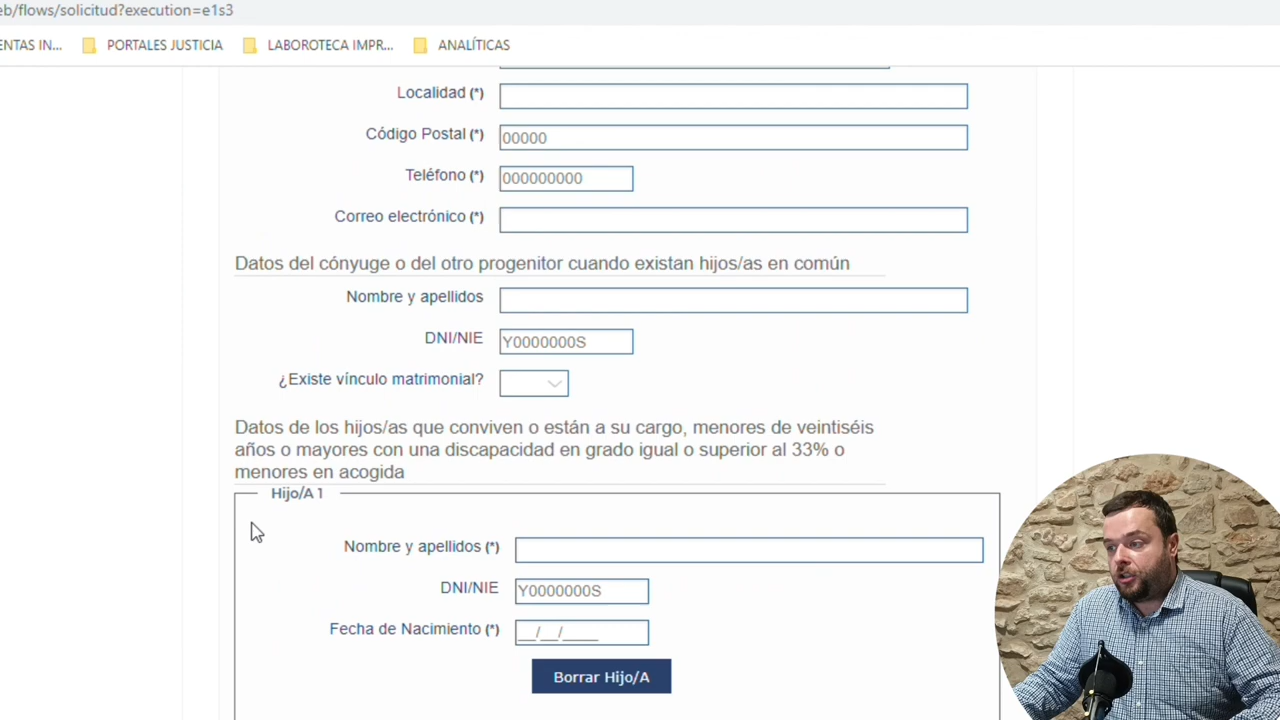 eb/flows/solicitud?execution=e1s3
ENTAS IN... PORTALES JUSTICIA LABOROTECA IMPR... ANALÍTICAS
Localidad (*)
Código Postal (*) 00000
Teléfono (*) 000000000
Correo electrónico (*)
Datos del cónyuge o del otro progenitor cuando existan hijos/as en común
Nombre y apellidos
DNI/NIE Y0000000S
¿Existe vínculo matrimonial?
Datos de los hijos/as que conviven o están a su cargo, menores de veintiséis
años o mayores con una discapacidad en grado igual o superior al 33% o
menores en acogida
Hijo/A 1
Nombre y apellidos (*)
DNI/NIE Y0000000S
Fecha de Nacimiento (*) __/__/____
Borrar Hijo/A